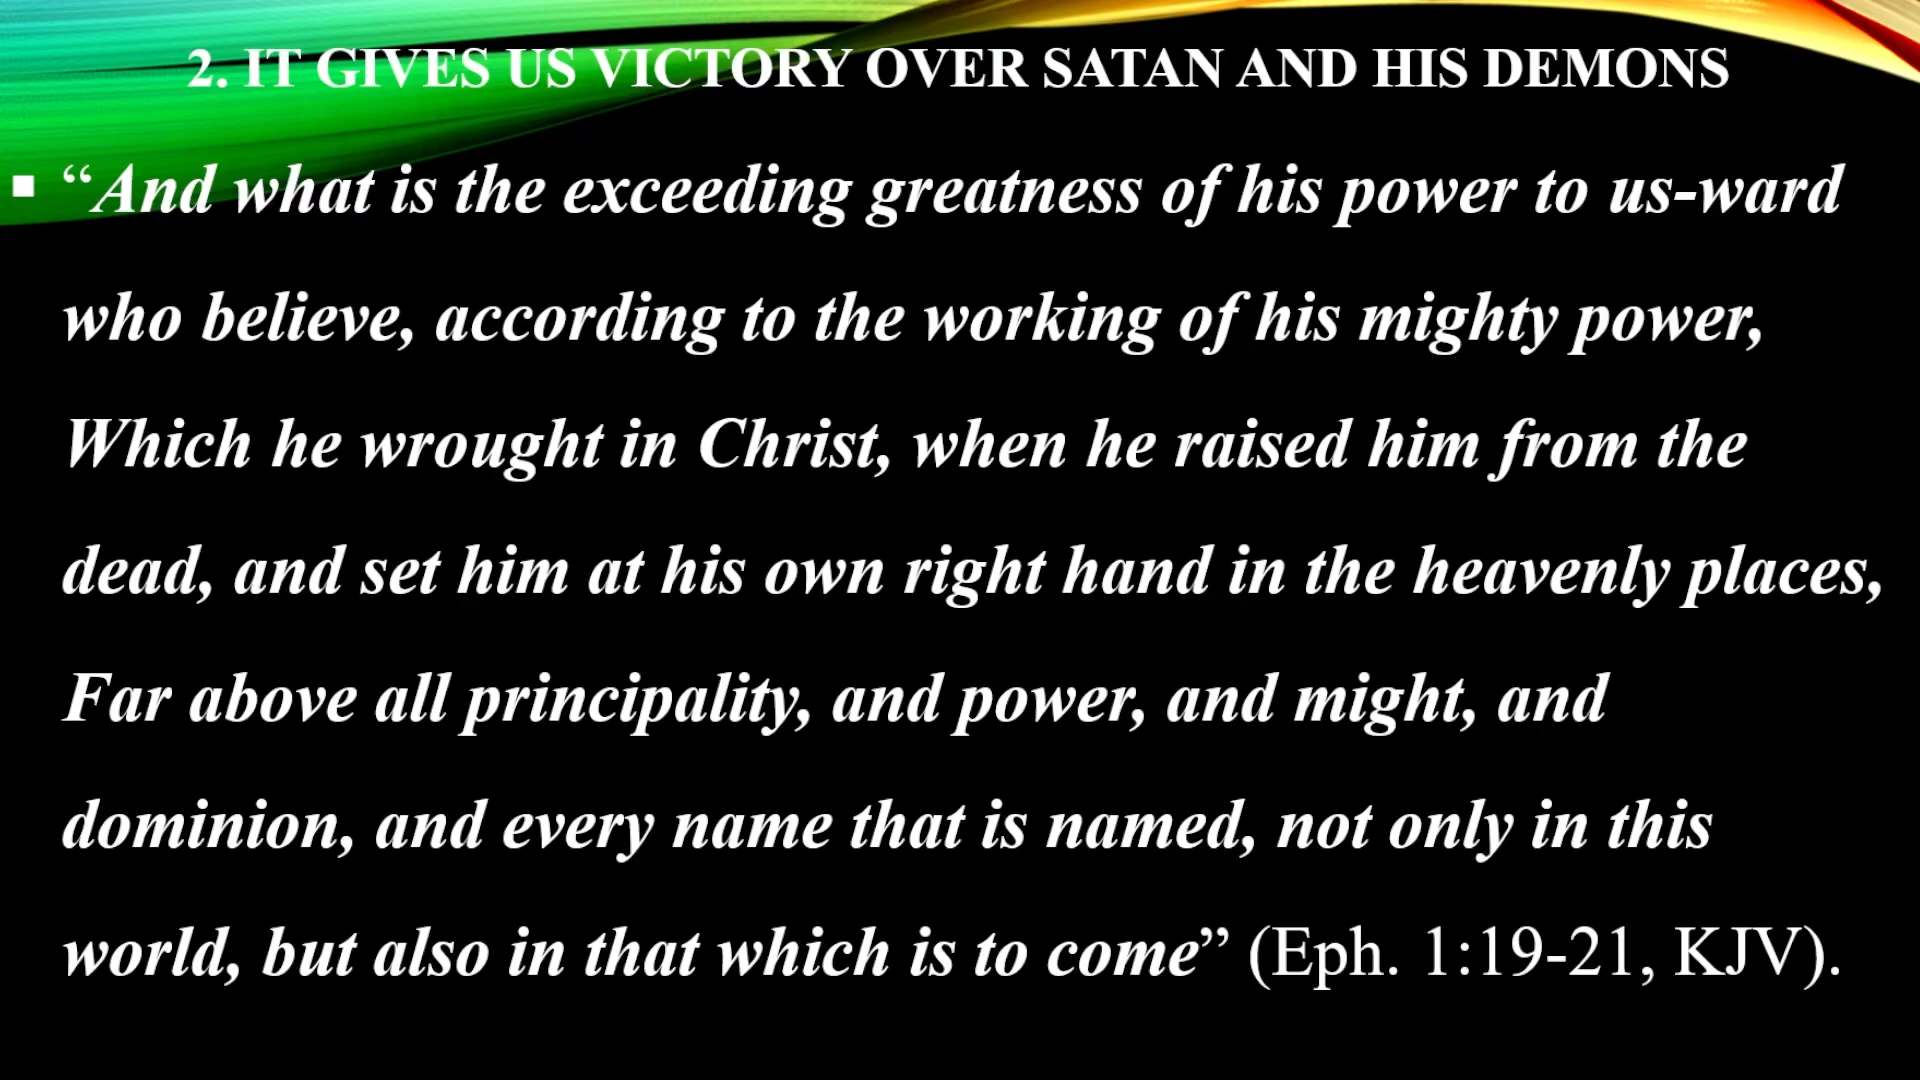 2. IT GIVES US VICTORY OVER SATAN AND HIS DEMONS
▪ “And what is the exceeding greatness of his power to us-ward
who believe, according to the working of his mighty power,
Which he wrought in Christ, when he raised him from the
dead, and set him at his own right hand in the heavenly places,
Far above all principality, and power, and might, and
dominion, and every name that is named, not only in this
world, but also in that which is to come” (Eph. 1:19-21, KJV).